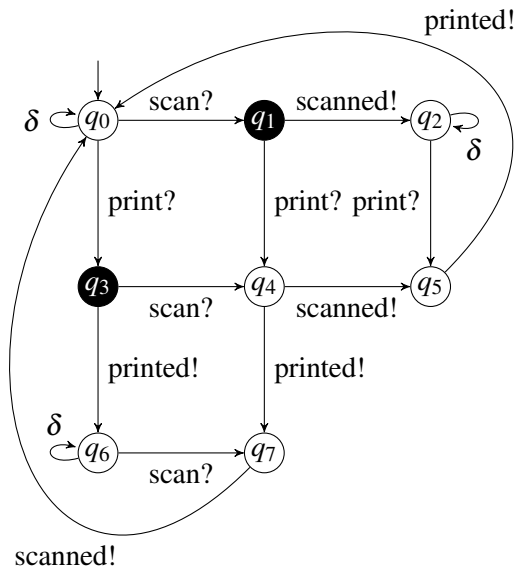 printed!
δ q₀ scan? q₁ scanned! q₂ δ
print? print? print?
q₃ scan? q₄ scanned! q₅
printed! printed!
δ q₆ scan? q₇
scanned!